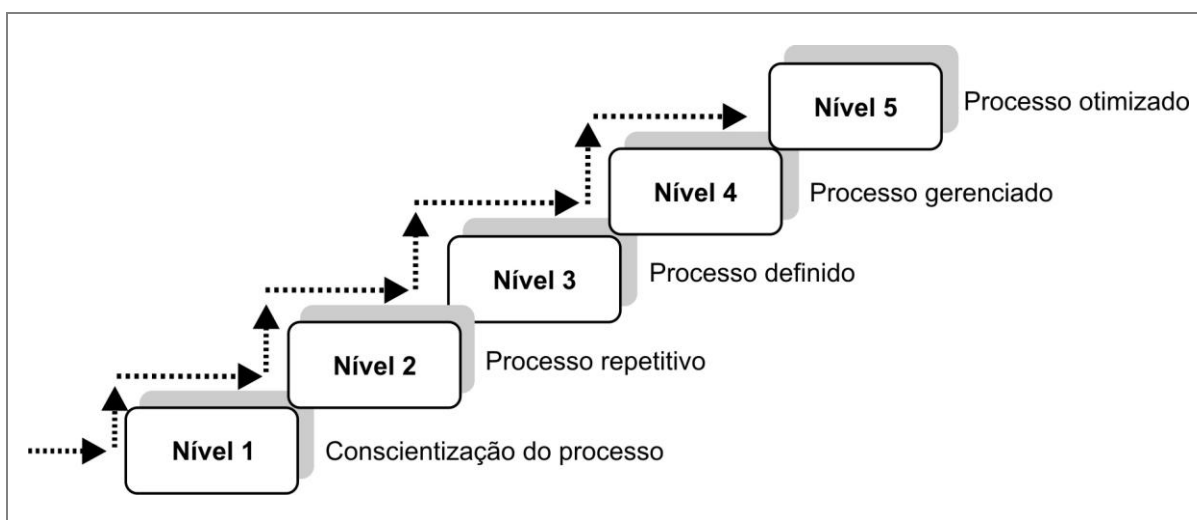 Nível 5
Processo otimizado
Nível 4
Processo gerenciado
Nível 3
Processo definido
Nível 2
Processo repetitivo
Nível 1
Conscientização do processo